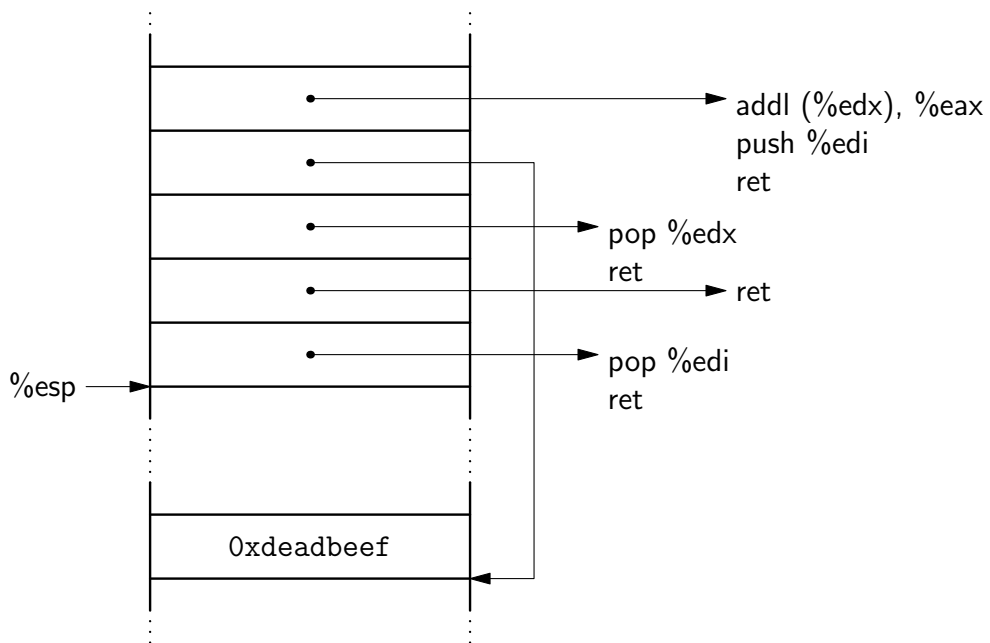 addl (%edx), %eax
push %edi
ret
pop %edx
ret
ret
pop %edi
ret
%esp
0xdeadbeef